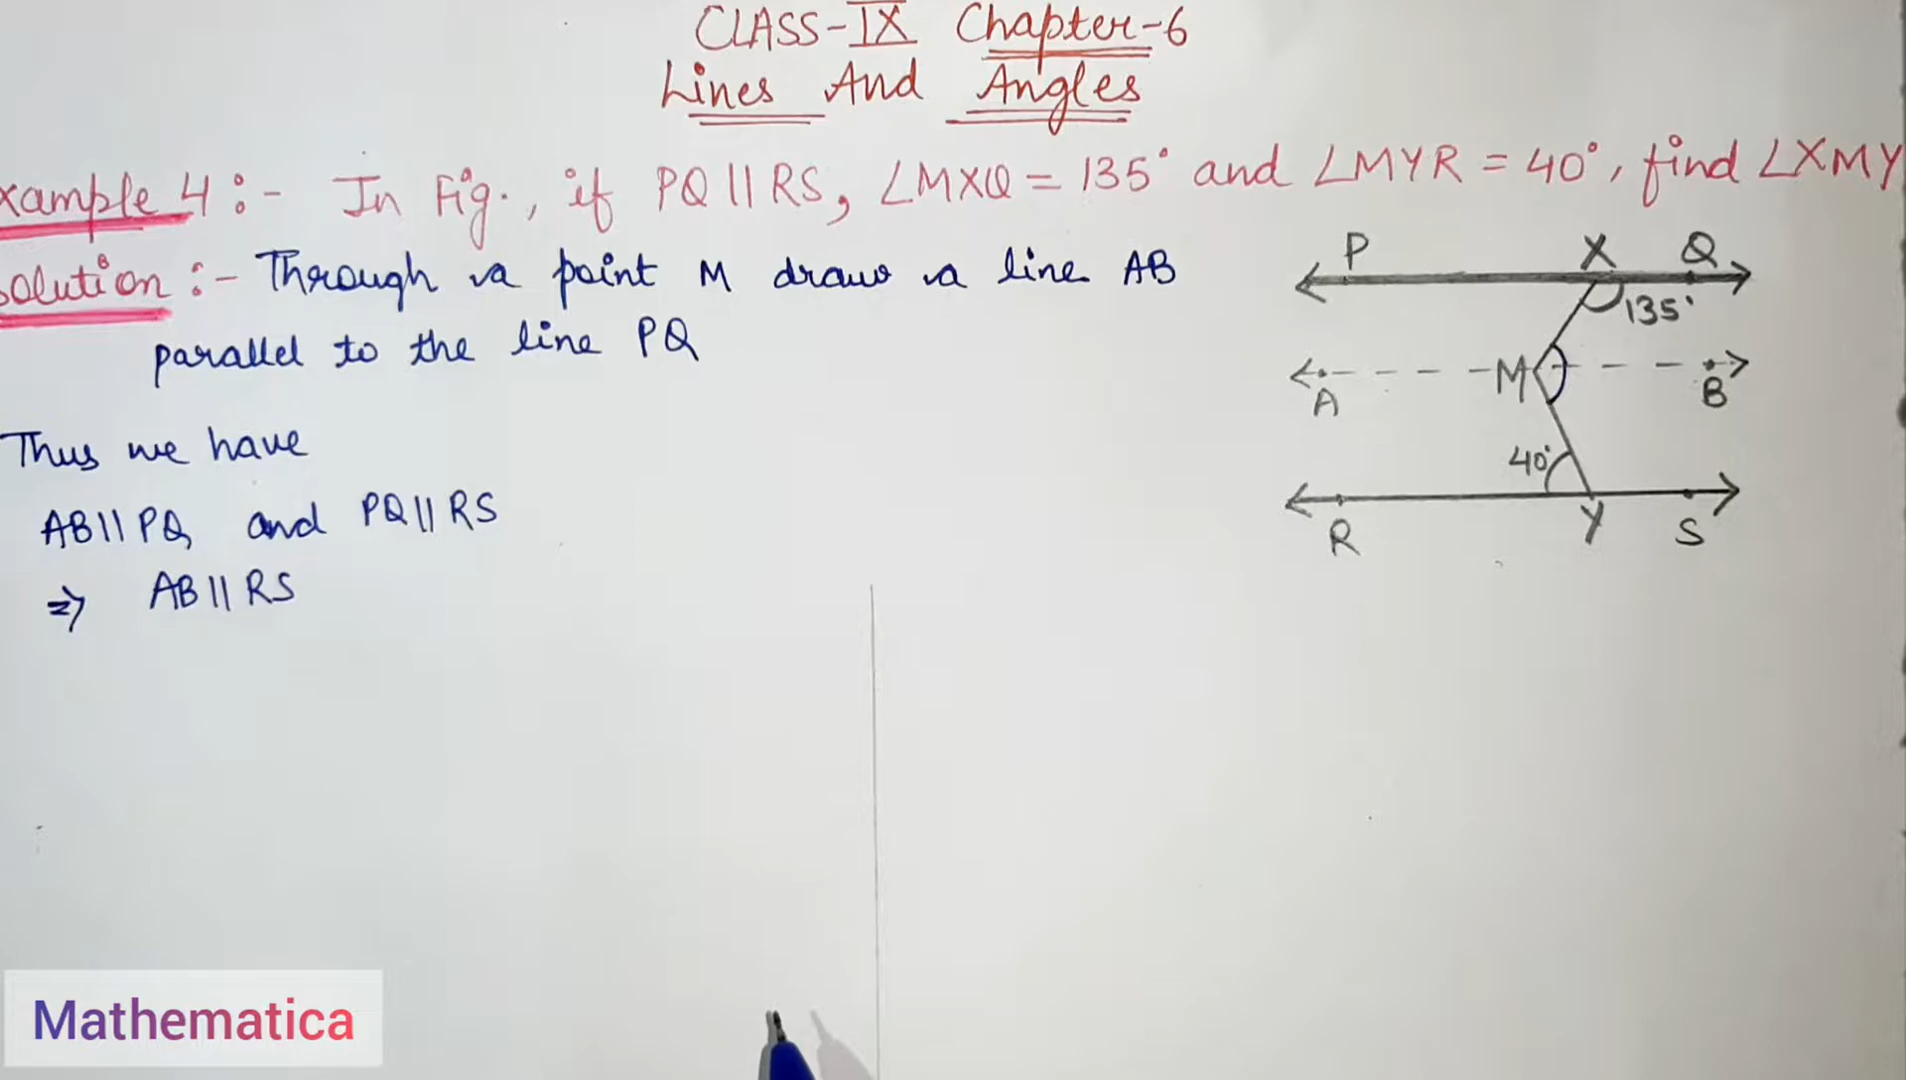 CLASS-IX Chapter-6
Lines And Angles
xample 4 :- In Fig., if PQ || RS, ∠MXQ = 135° and ∠MYR = 40°, find ∠XMY
solution :- Through a point M draw a line AB
parallel to the line PQ
Thus we have
AB || PQ and PQ || RS
⇒ AB || RS
P X Q
135°
M
A B
40°
R Y S
Mathematica